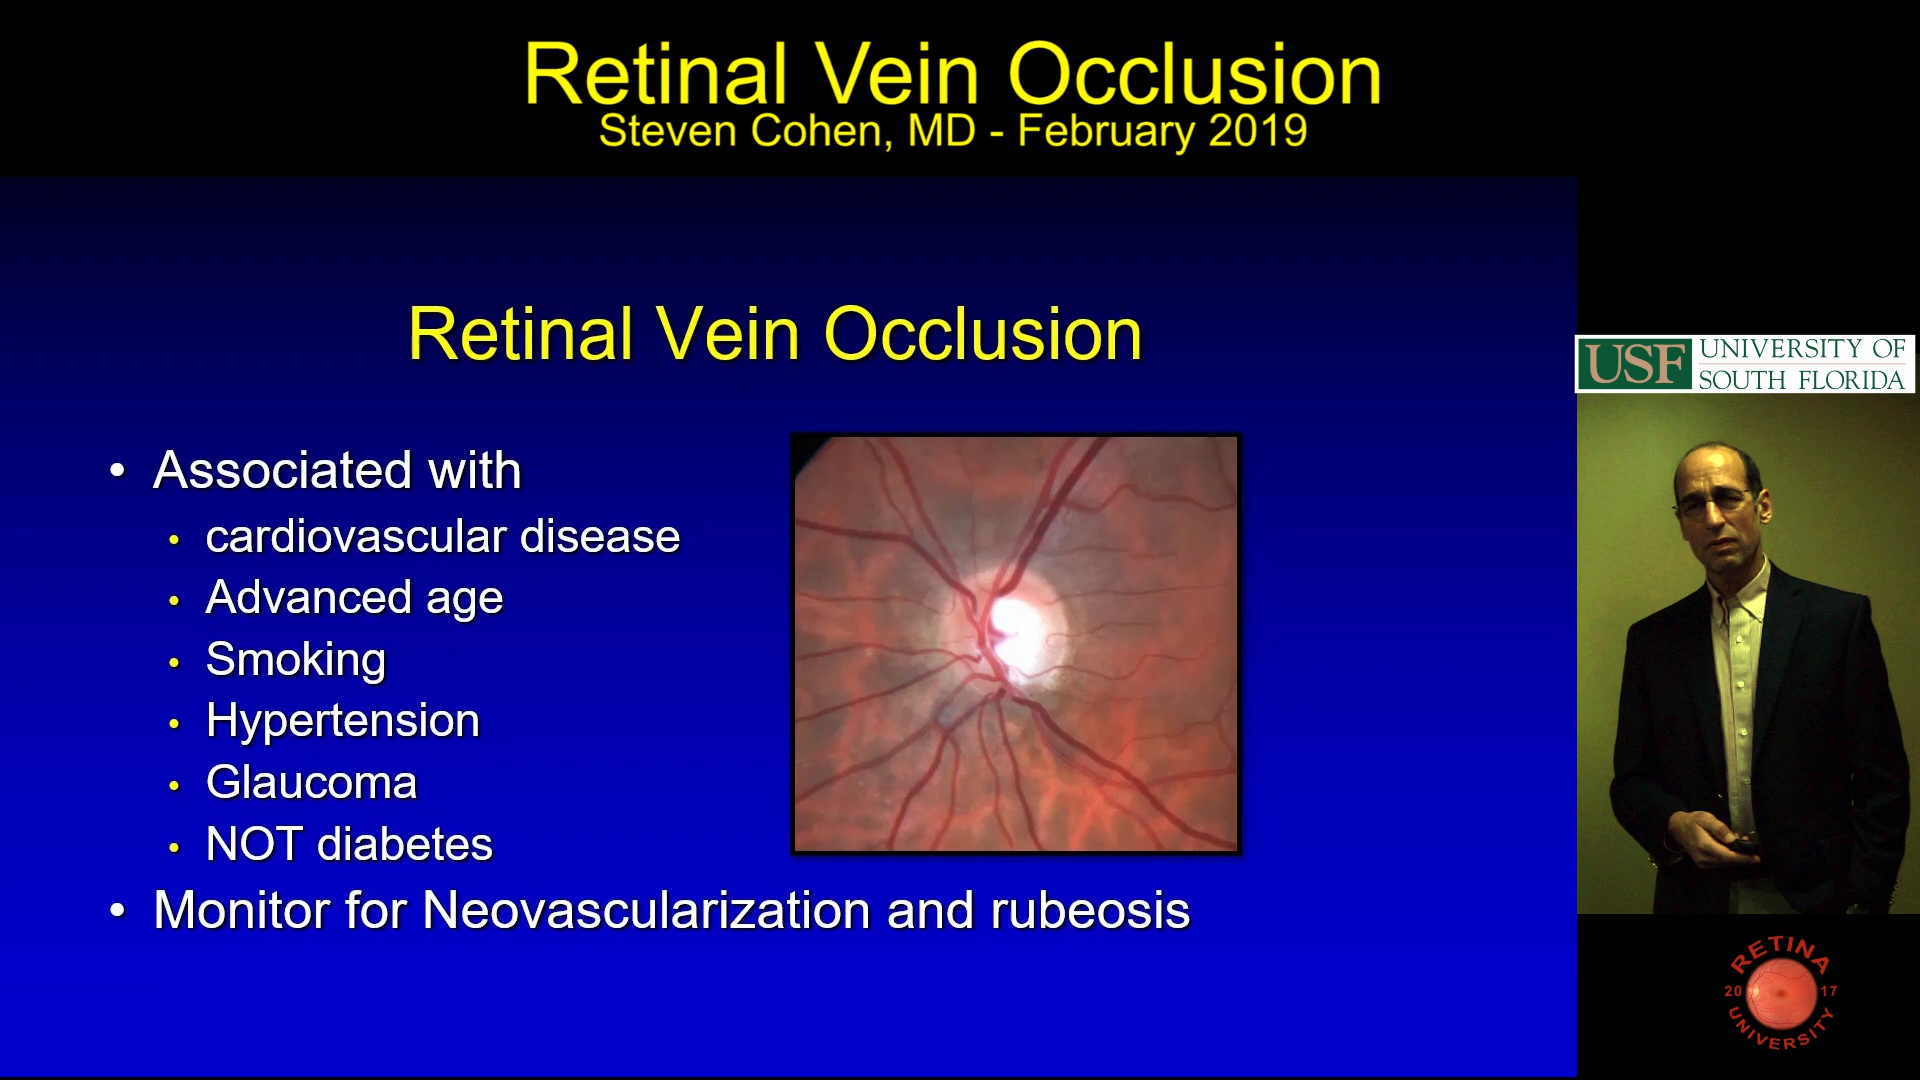 Retinal Vein Occlusion
Steven Cohen, MD - February 2019
Retinal Vein Occlusion
• Associated with
• cardiovascular disease
• Advanced age
• Smoking
• Hypertension
• Glaucoma
• NOT diabetes
• Monitor for Neovascularization and rubeosis
USF UNIVERSITY OF
SOUTH FLORIDA
RETINA
20 17
UNIVERSITY